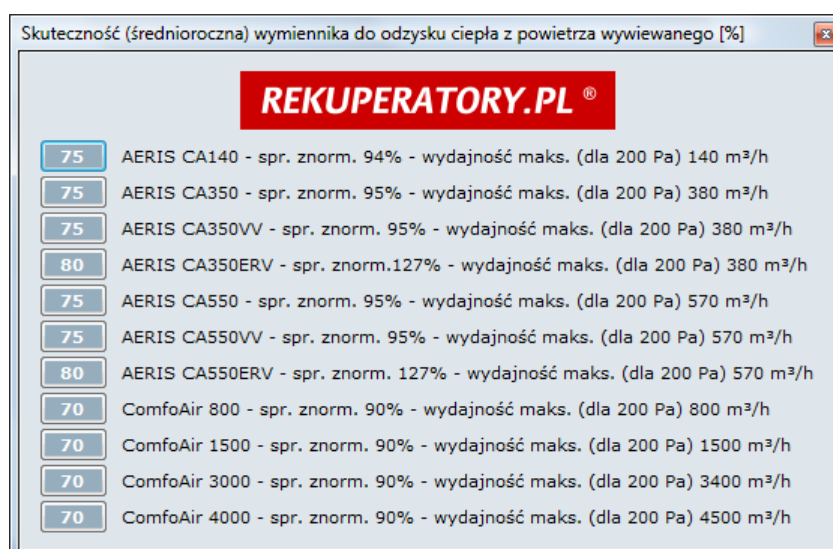 Skuteczność (średnioroczna) wymiennika do odzysku ciepła z powietrza wywiewanego [%]
REKUPERATORY.PL ®
75 AERIS CA140 - spr. znorm. 94% - wydajność maks. (dla 200 Pa) 140 m³/h
75 AERIS CA350 - spr. znorm. 95% - wydajność maks. (dla 200 Pa) 380 m³/h
75 AERIS CA350VV - spr. znorm. 95% - wydajność maks. (dla 200 Pa) 380 m³/h
80 AERIS CA350ERV - spr. znorm.127% - wydajność maks. (dla 200 Pa) 380 m³/h
75 AERIS CA550 - spr. znorm. 95% - wydajność maks. (dla 200 Pa) 570 m³/h
75 AERIS CA550VV - spr. znorm. 95% - wydajność maks. (dla 200 Pa) 570 m³/h
80 AERIS CA550ERV - spr. znorm. 127% - wydajność maks. (dla 200 Pa) 570 m³/h
70 ComfoAir 800 - spr. znorm. 90% - wydajność maks. (dla 200 Pa) 800 m³/h
70 ComfoAir 1500 - spr. znorm. 90% - wydajność maks. (dla 200 Pa) 1500 m³/h
70 ComfoAir 3000 - spr. znorm. 90% - wydajność maks. (dla 200 Pa) 3400 m³/h
70 ComfoAir 4000 - spr. znorm. 90% - wydajność maks. (dla 200 Pa) 4500 m³/h